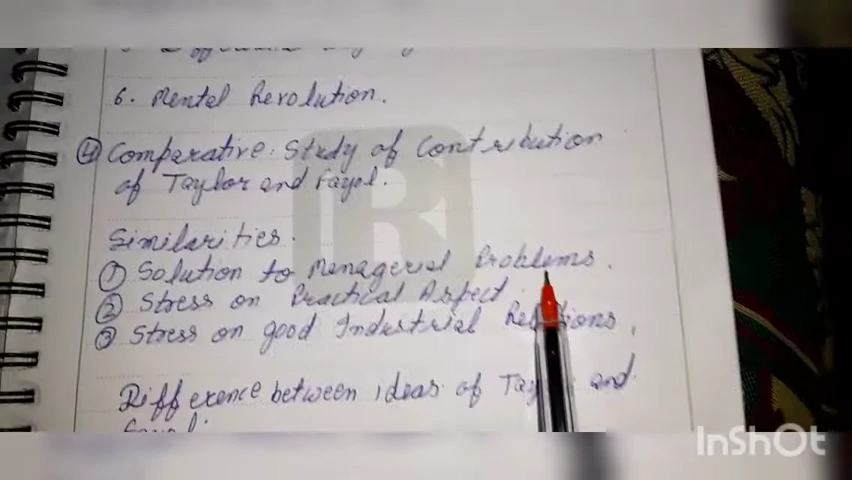 6. Mental Revolution.
④ Comparative Study of Contribution
of Taylor and Fayol.
Similarities.
① Solution to Managerial Problems.
② Stress on Practical Aspect.
③ Stress on good Industrial Relations.
Difference between ideas of and
InShOt